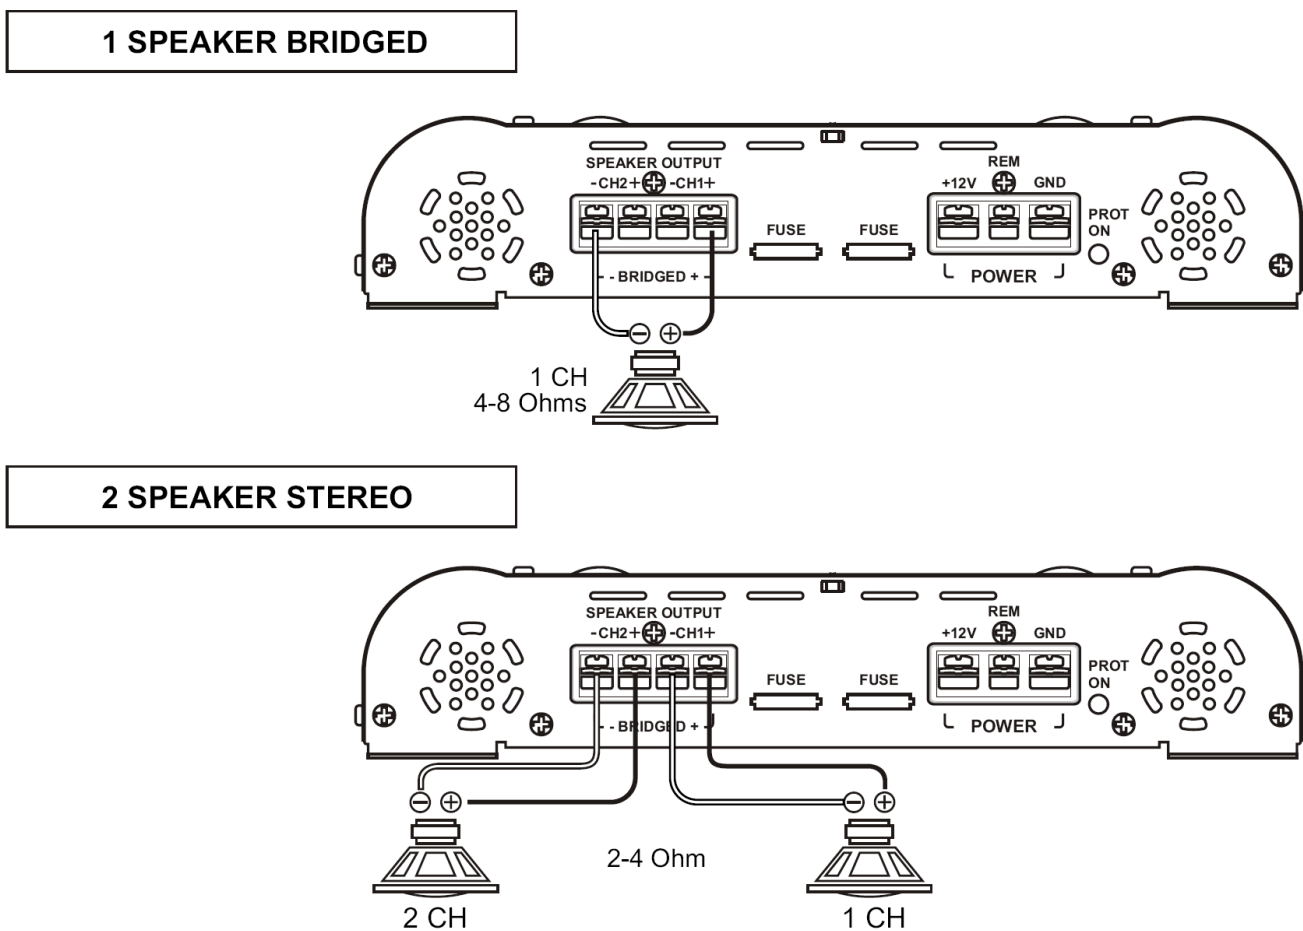 1 SPEAKER BRIDGED
SPEAKER OUTPUT
-CH2+ -CH1+
REM
+12V GND
PROT
ON
FUSE FUSE
- BRIDGED +
POWER
− +
1 CH
4-8 Ohms
2 SPEAKER STEREO
SPEAKER OUTPUT
-CH2+ -CH1+
REM
+12V GND
PROT
ON
FUSE FUSE
- BRIDGED +
POWER
− + − +
2-4 Ohm
2 CH 1 CH